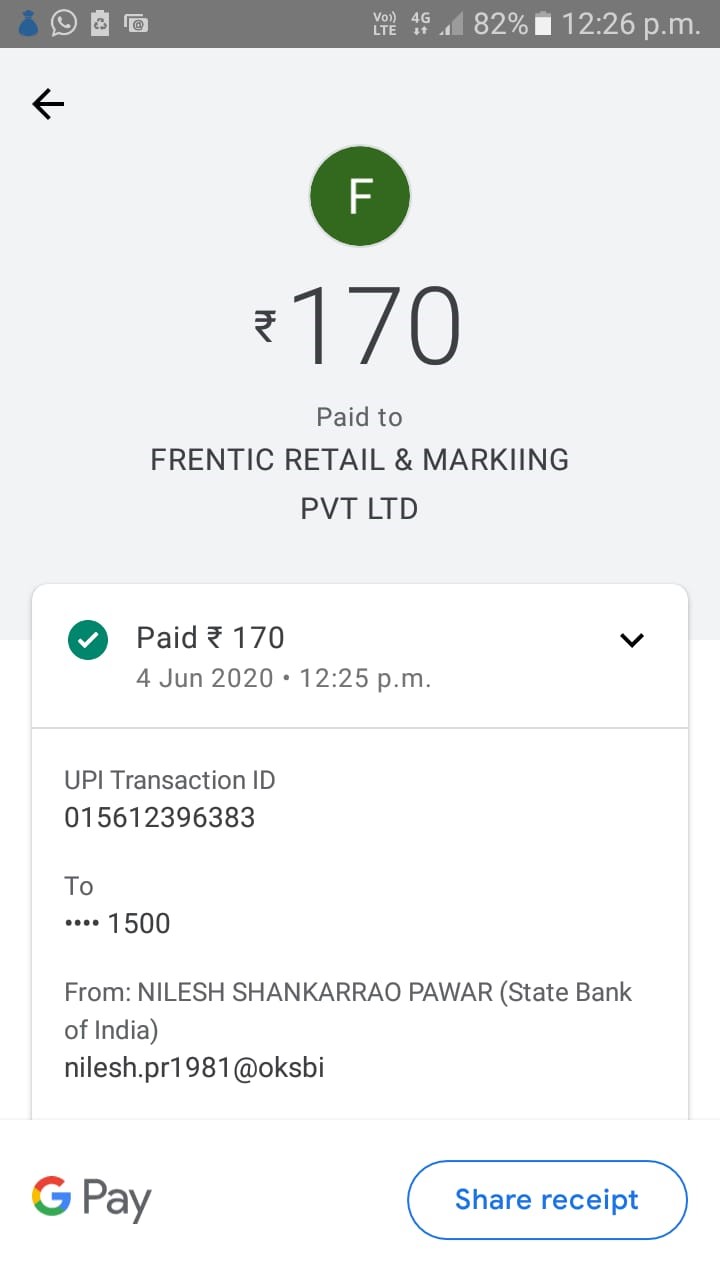 Vo)) LTE 4G 82% 12:26 p.m.
F
₹170
Paid to
FRENTIC RETAIL & MARKIING
PVT LTD
Paid ₹ 170
4 Jun 2020 • 12:25 p.m.
UPI Transaction ID
015612396383
To
•••• 1500
From: NILESH SHANKARRAO PAWAR (State Bank
of India)
nilesh.pr1981@oksbi
G Pay
Share receipt